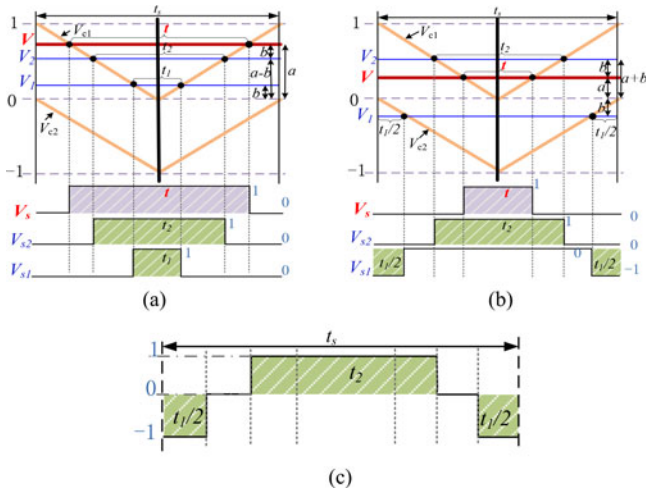 t_s
1
V
V_c1
t
V_2
t_2
b
a-b
a
V_1
t_1
b
0
V_c2
−1
V_s
t
1
0
V_s2
t_2
1
0
V_s1
t_1
1
0
(a)
t_s
1
V_c1
V_2
t_2
b
V
t
a
a+b
0
b
V_1
t_1/2
t_1/2
V_c2
−1
V_s
t
1
0
V_s2
t_2
1
0
V_s1
t_1/2
0
t_1/2
−1
(b)
t_s
1
0
t_2
t_1/2
t_1/2
−1
(c)